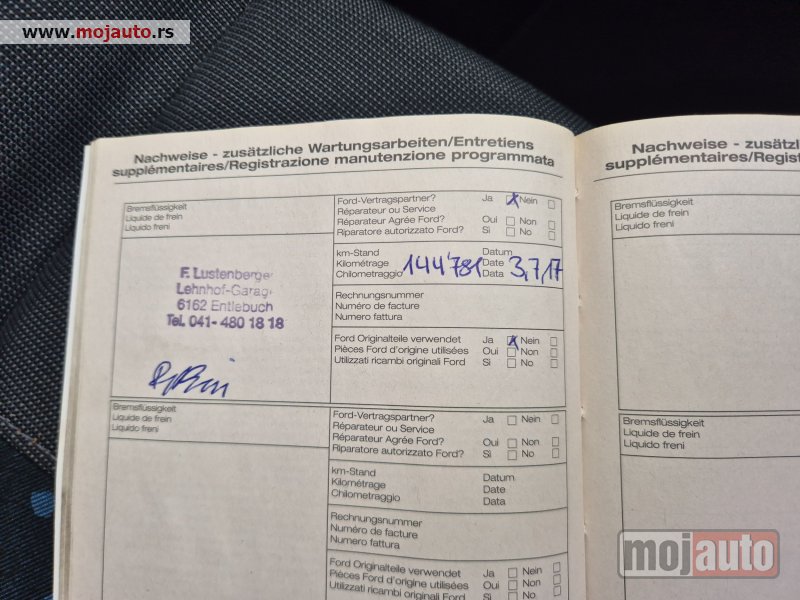 www.mojauto.rs
Nachweise - zusätzliche Wartungsarbeiten/Entretiens
supplémentaires/Registrazione manutenzione programmata
Bremsflüssigkeit
Liquide de frein
Liquido freni
F. Lustenberger
Lehnhof-Garage
6162 Entlebuch
Tel. 041- 480 18 18
Ford-Vertragspartner? Ja Nein
Réparateur ou Service
Réparateur Agrée Ford? Oui Non
Riparatore autorizzato Ford? Si No
km-Stand Datum
Kilométrage 144'781 Date 3,7,17
Chilometraggio Data
Rechnungsnummer
Numéro de facture
Numero fattura
Ford Originalteile verwendet Ja Nein
Pièces Ford d'origine utilisées Oui Non
Utilizzati ricambi originali Ford Si No
Bremsflüssigkeit
Liquide de frein
Liquido freni
Ford-Vertragspartner? Ja Nein
Réparateur ou Service
Réparateur Agrée Ford? Oui Non
Riparatore autorizzato Ford? Si No
km-Stand Datum
Kilométrage Date
Chilometraggio Data
Rechnungsnummer
Numéro de facture
Numero fattura
Ford Originalteile verwendet Ja Nein
Pièces Ford d'origine utilisées Oui Non
Utilizzati ricambi originali Ford Si No
Nachweise - zusätzli
supplémentaires/Regist
Bremsflüssigkeit
Liquide de frein
Liquido freni
Bremsflüssigkeit
Liquide de frein
Liquido freni
mojauto